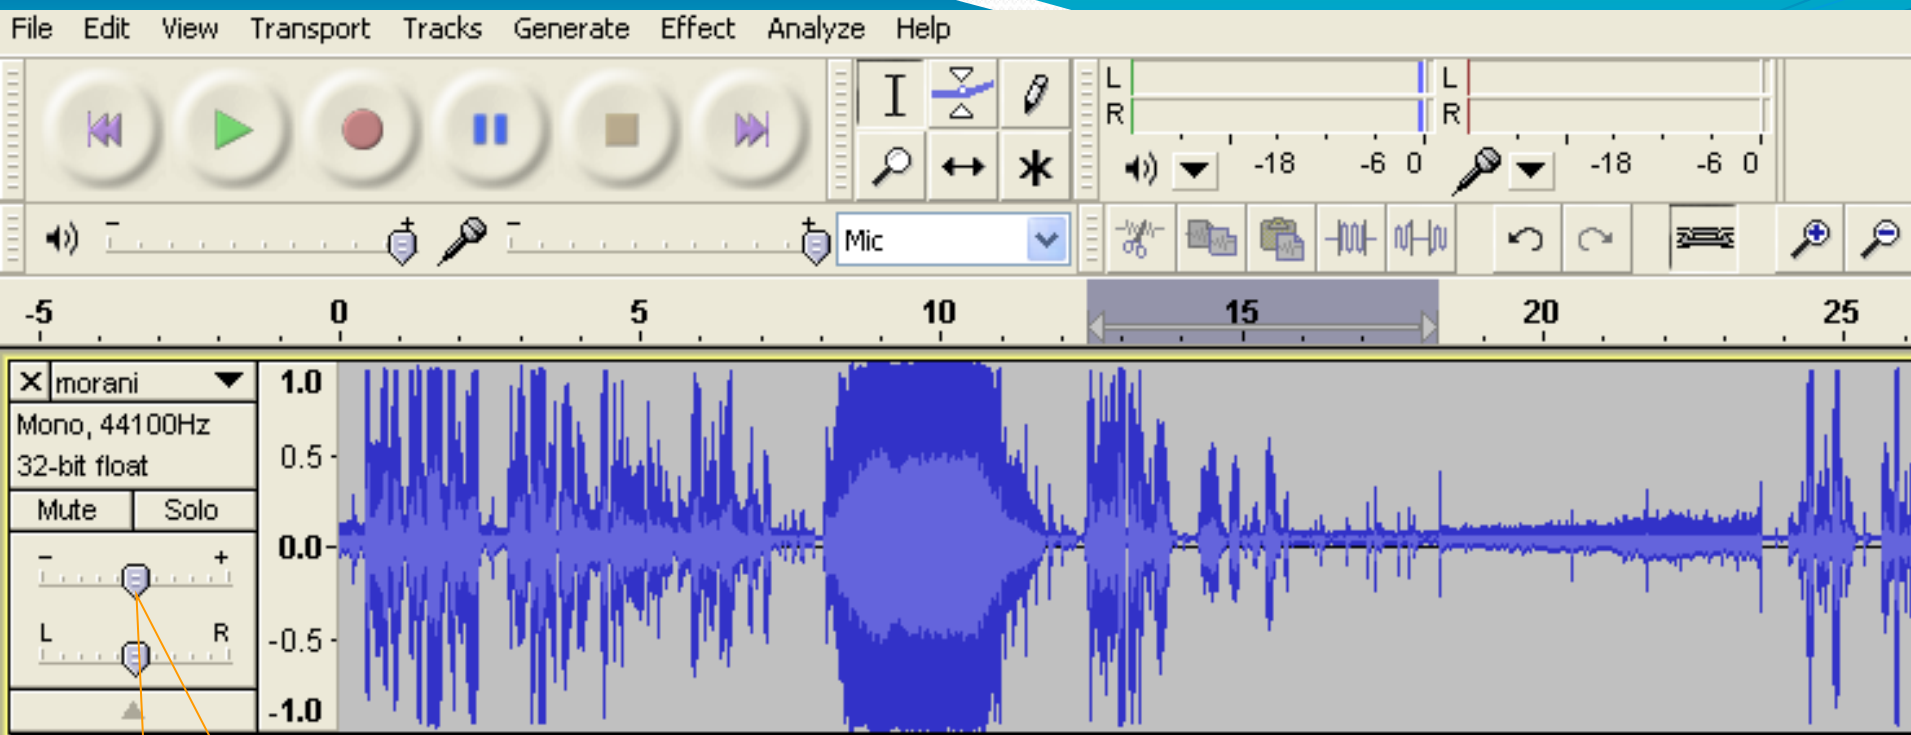 File Edit View Transport Tracks Generate Effect Analyze Help
L L
R R
-18 -6 0 -18 -6 0
- + - + Mic
-5 0 5 10 15 20 25
X morani 1.0
Mono, 44100Hz
32-bit float 0.5
Mute Solo
- + 0.0
L R -0.5
-1.0